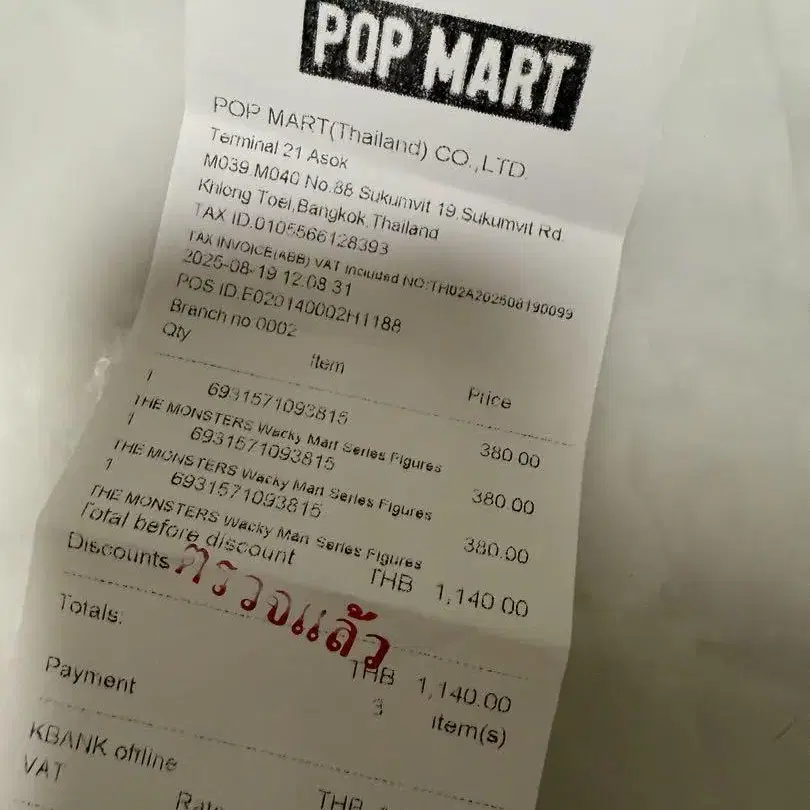 POP MART
POP MART(Thailand) CO.,LTD.
Terminal 21 Asok
M039.M040 No.88 Sukumvit 19.Sukumvit Rd.
Khlong Toei,Bangkok,Thailand
TAX ID.0105566128393
TAX INVOICE(ABB) VAT Included NO:TH02A202508190099
2025-08-19 12:08:31
POS ID.E020140002H1188
Branch no:0002
Qty Item Price
1 6931571093815 380.00
THE MONSTERS Wacky Mart Series Figures
1 6931571093815 380.00
THE MONSTERS Wacky Mart Series Figures
1 6931571093815 380.00
THE MONSTERS Wacky Mart Series Figures
Total before discount THB 1,140.00
Discounts
ตรวจแล้ว
Totals: THB 1,140.00
3 item(s)
Payment
KBANK offline THB
VAT Rate